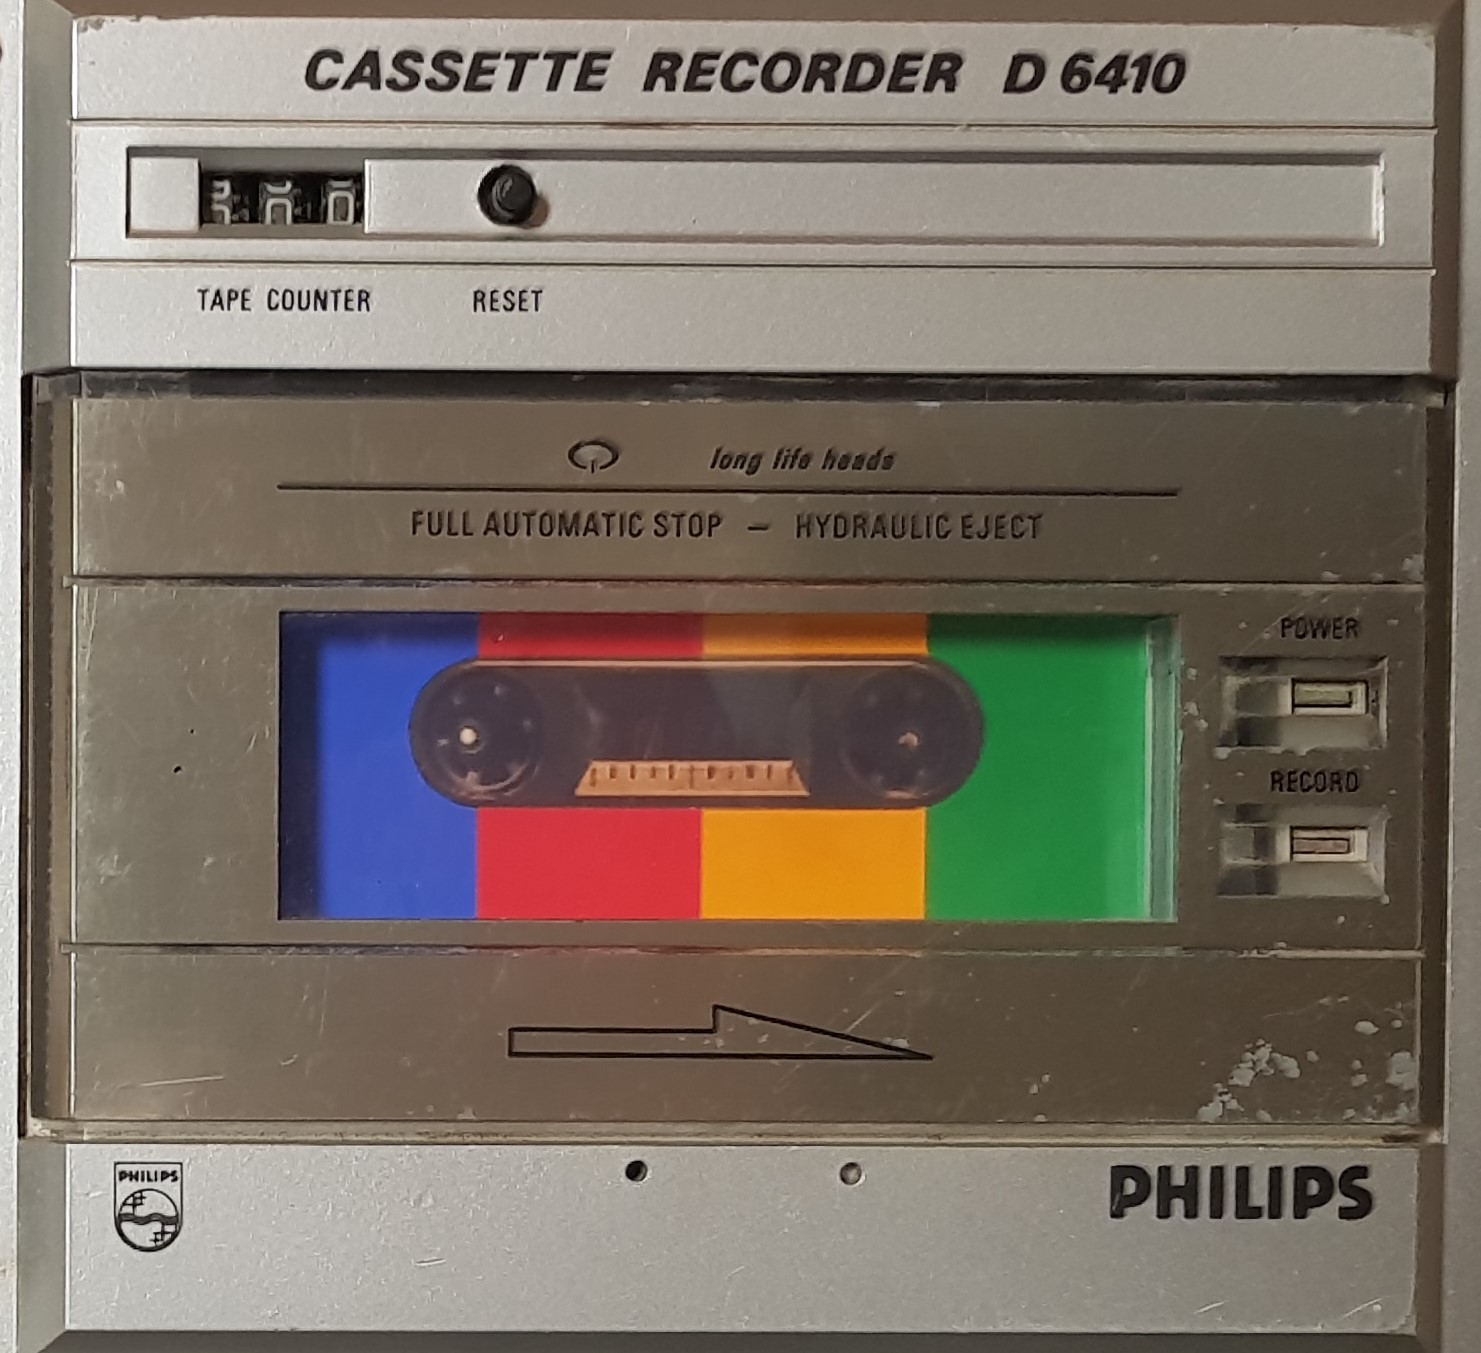 CASSETTE RECORDER D 6410
TAPE COUNTER RESET
long life heads
FULL AUTOMATIC STOP – HYDRAULIC EJECT
POWER
RECORD
PHILIPS
PHILIPS